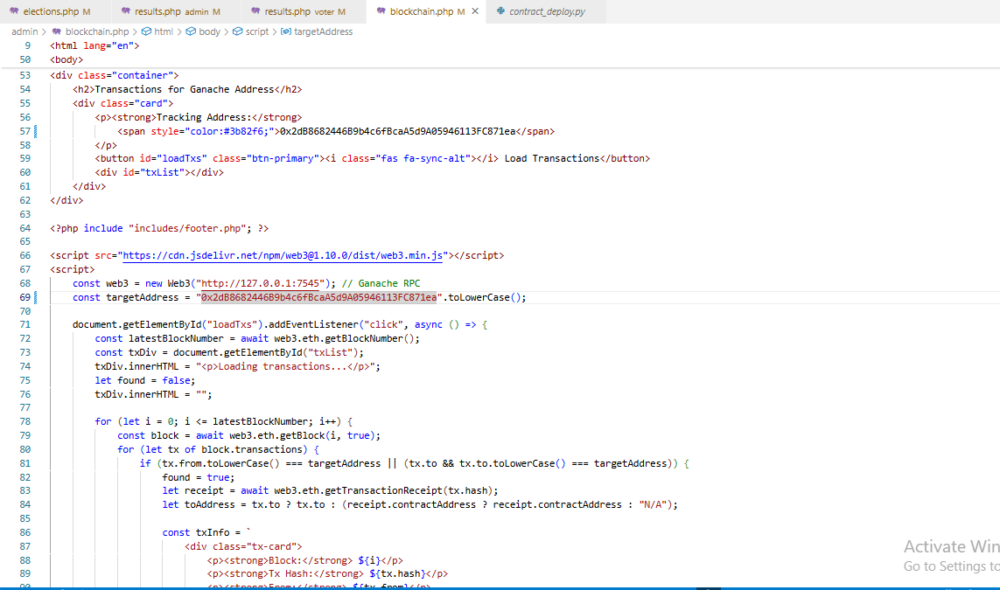 elections.php M results.php admin M results.php voter M blockchain.php M × contract_deploy.py
admin > blockchain.php > html > body > script > targetAddress
9 <html lang="en">
50 <body>
53 <div class="container">
54 <h2>Transactions for Ganache Address</h2>
55 <div class="card">
56 <p><strong>Tracking Address:</strong>
57 <span style="color:#3b82f6;">0x2dB8682446B9b4c6fBcaA5d9A05946113FC871ea</span>
58 </p>
59 <button id="loadTxs" class="btn-primary"><i class="fas fa-sync-alt"></i> Load Transactions</button>
60 <div id="txList"></div>
61 </div>
62 </div>
63
64 <?php include "includes/footer.php"; ?>
65
66 <script src="https://cdn.jsdelivr.net/npm/web3@1.10.0/dist/web3.min.js"></script>
67 <script>
68 const web3 = new Web3("http://127.0.0.1:7545"); // Ganache RPC
69 const targetAddress = "0x2dB8682446B9b4c6fBcaA5d9A05946113FC871ea".toLowerCase();
70
71 document.getElementById("loadTxs").addEventListener("click", async () => {
72 const latestBlockNumber = await web3.eth.getBlockNumber();
73 const txDiv = document.getElementById("txList");
74 txDiv.innerHTML = "<p>Loading transactions...</p>";
75 let found = false;
76 txDiv.innerHTML = "";
77
78 for (let i = 0; i <= latestBlockNumber; i++) {
79 const block = await web3.eth.getBlock(i, true);
80 for (let tx of block.transactions) {
81 if (tx.from.toLowerCase() === targetAddress || (tx.to && tx.to.toLowerCase() === targetAddress)) {
82 found = true;
83 let receipt = await web3.eth.getTransactionReceipt(tx.hash);
84 let toAddress = tx.to ? tx.to : (receipt.contractAddress ? receipt.contractAddress : "N/A");
85
86 const txInfo = `
87 <div class="tx-card">
88 <p><strong>Block:</strong> ${i}</p>
89 <p><strong>Tx Hash:</strong> ${tx.hash}</p>
90 <p><strong>From:</strong> ${tx.from}</p>
Activate Win
Go to Settings to